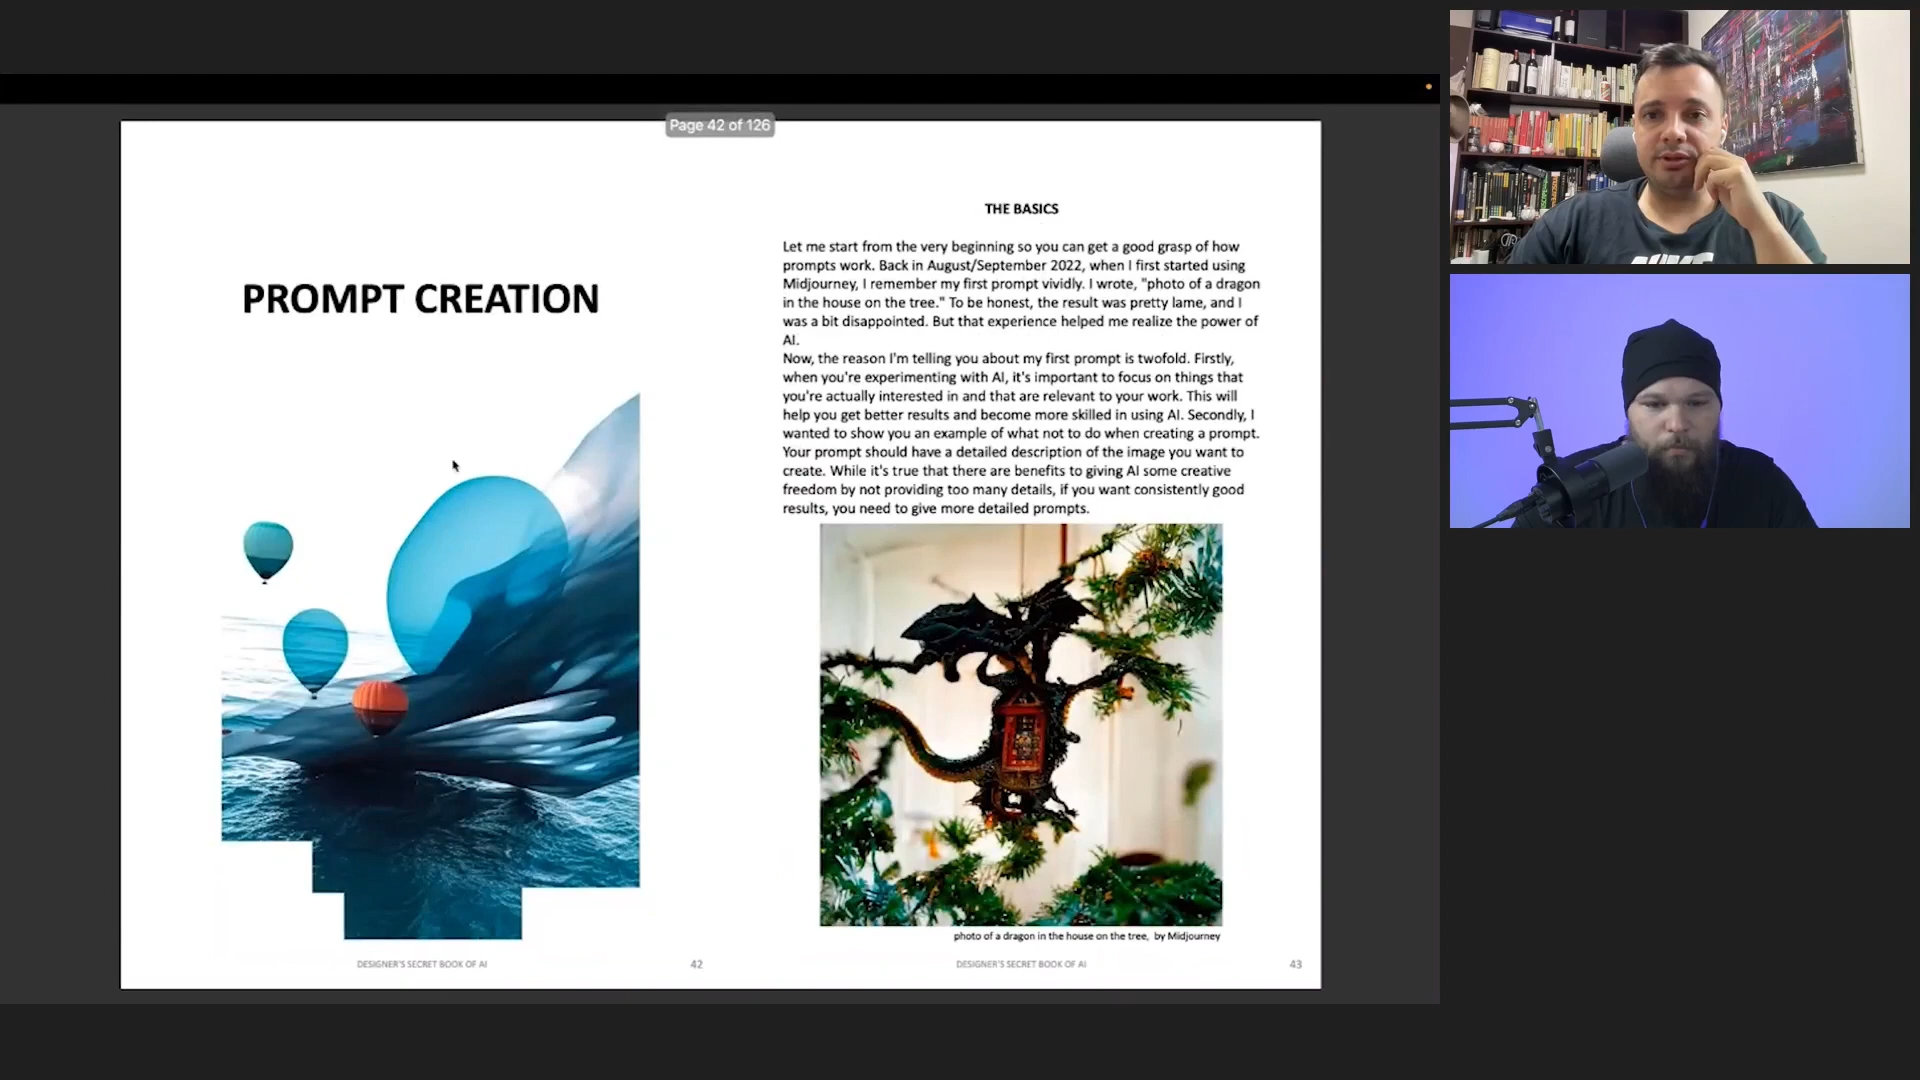 Page 42 of 126
PROMPT CREATION
DESIGNER'S SECRET BOOK OF AI
42
THE BASICS
Let me start from the very beginning so you can get a good grasp of how
prompts work. Back in August/September 2022, when I first started using
Midjourney, I remember my first prompt vividly. I wrote, "photo of a dragon
in the house on the tree." To be honest, the result was pretty lame, and I
was a bit disappointed. But that experience helped me realize the power of
AI.
Now, the reason I'm telling you about my first prompt is twofold. Firstly,
when you're experimenting with AI, it's important to focus on things that
you're actually interested in and that are relevant to your work. This will
help you get better results and become more skilled in using AI. Secondly, I
wanted to show you an example of what not to do when creating a prompt.
Your prompt should have a detailed description of the image you want to
create. While it's true that there are benefits to giving AI some creative
freedom by not providing too many details, if you want consistently good
results, you need to give more detailed prompts.
photo of a dragon in the house on the tree, by Midjourney
DESIGNER'S SECRET BOOK OF AI
43